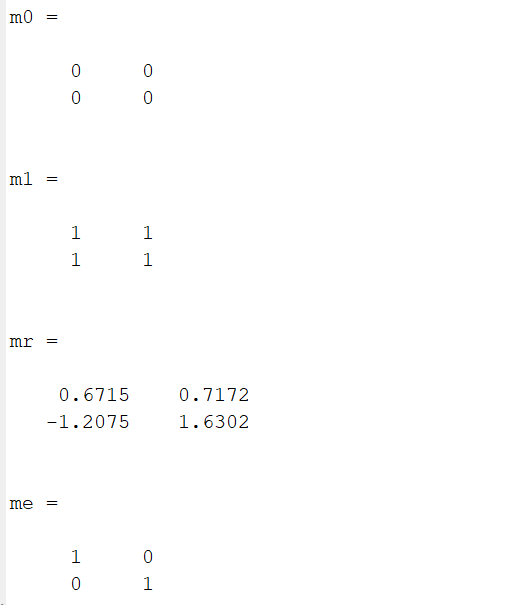 m0 =
0 0
0 0
m1 =
1 1
1 1
mr =
0.6715 0.7172
-1.2075 1.6302
me =
1 0
0 1